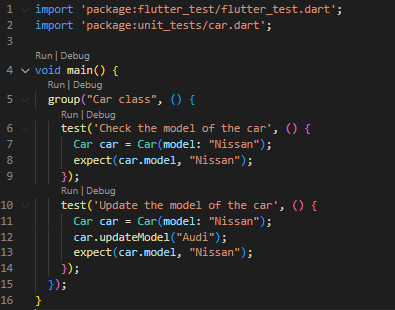 1 import 'package:flutter_test/flutter_test.dart';
2 import 'package:unit_tests/car.dart';
3
Run | Debug
4 void main() {
Run | Debug
5 group("Car class", () {
Run | Debug
6 test('Check the model of the car', () {
7 Car car = Car(model: "Nissan");
8 expect(car.model, "Nissan");
9 });
Run | Debug
10 test('Update the model of the car', () {
11 Car car = Car(model: "Nissan");
12 car.updateModel("Audi");
13 expect(car.model, "Nissan");
14 });
15 });
16 }